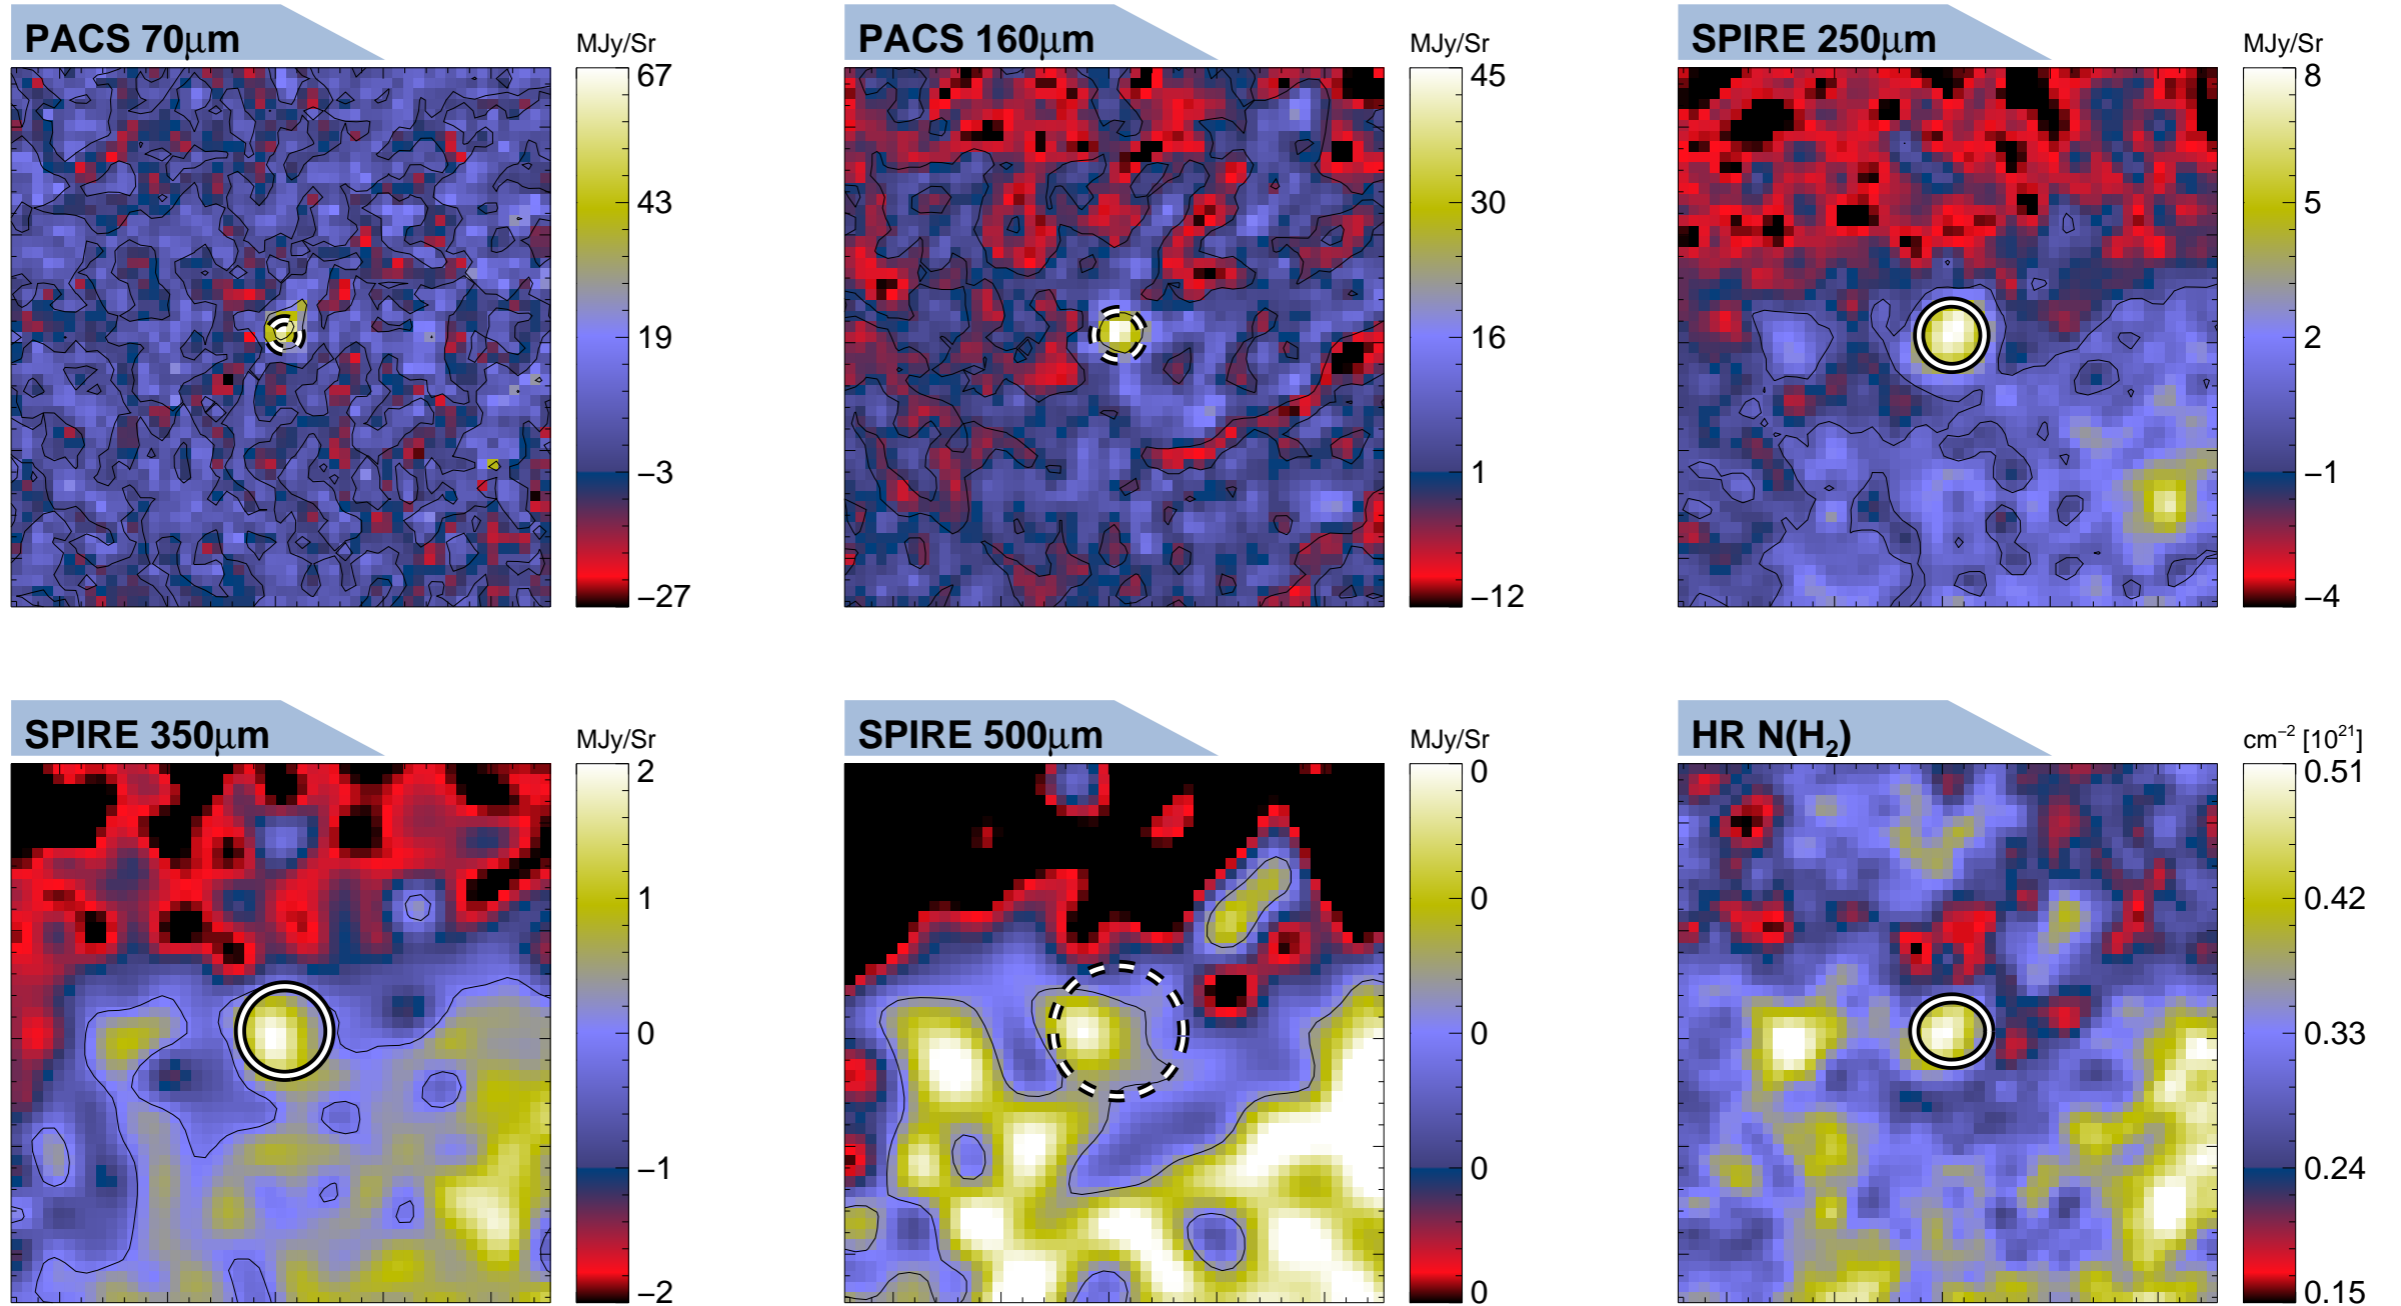 PACS 70μm
MJy/Sr
67
43
19
−3
−27
PACS 160μm
MJy/Sr
45
30
16
1
−12
SPIRE 250μm
MJy/Sr
8
5
2
−1
−4
SPIRE 350μm
MJy/Sr
2
1
0
−1
−2
SPIRE 500μm
MJy/Sr
0
0
0
0
0
HR N(H₂)
cm⁻² [10²¹]
0.51
0.42
0.33
0.24
0.15